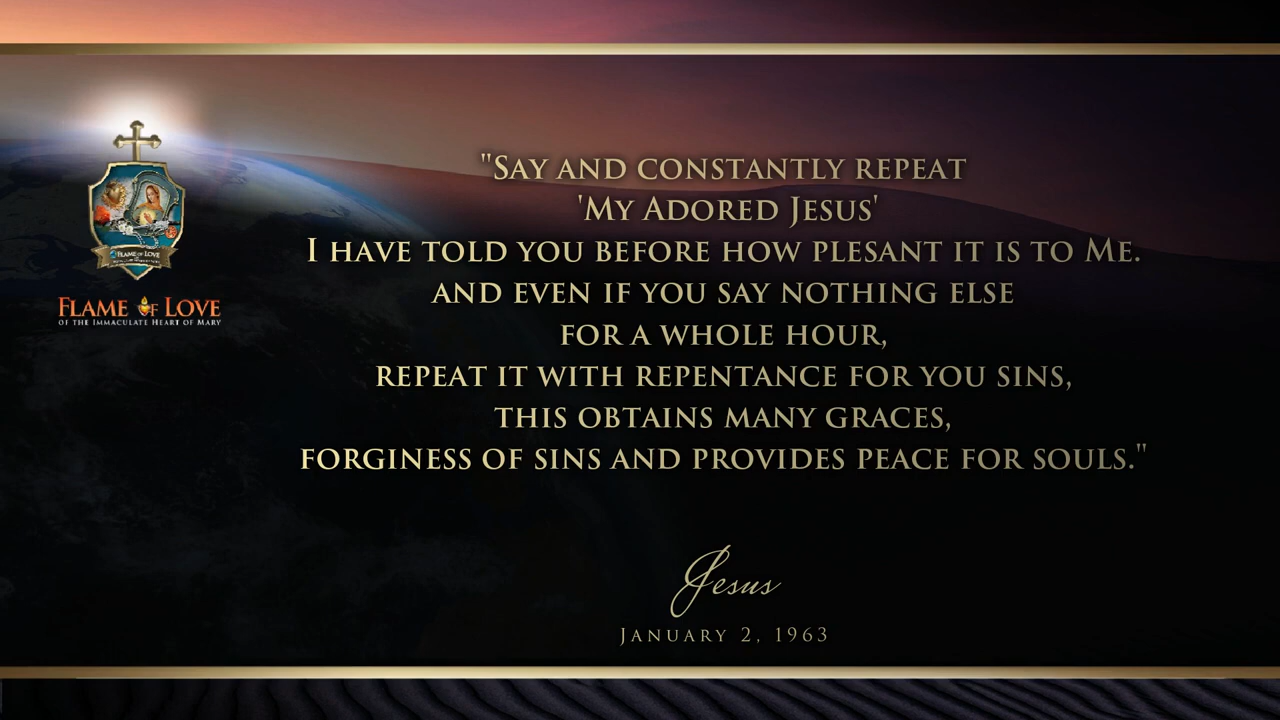 "Say and constantly repeat
'My Adored Jesus'
I have told you before how plesant it is to Me.
and even if you say nothing else
for a whole hour,
repeat it with repentance for you sins,
this obtains many graces,
forginess of sins and provides peace for souls."
Jesus
January 2, 1963
Flame of Love
Flame of Love
of the Immaculate Heart of Mary